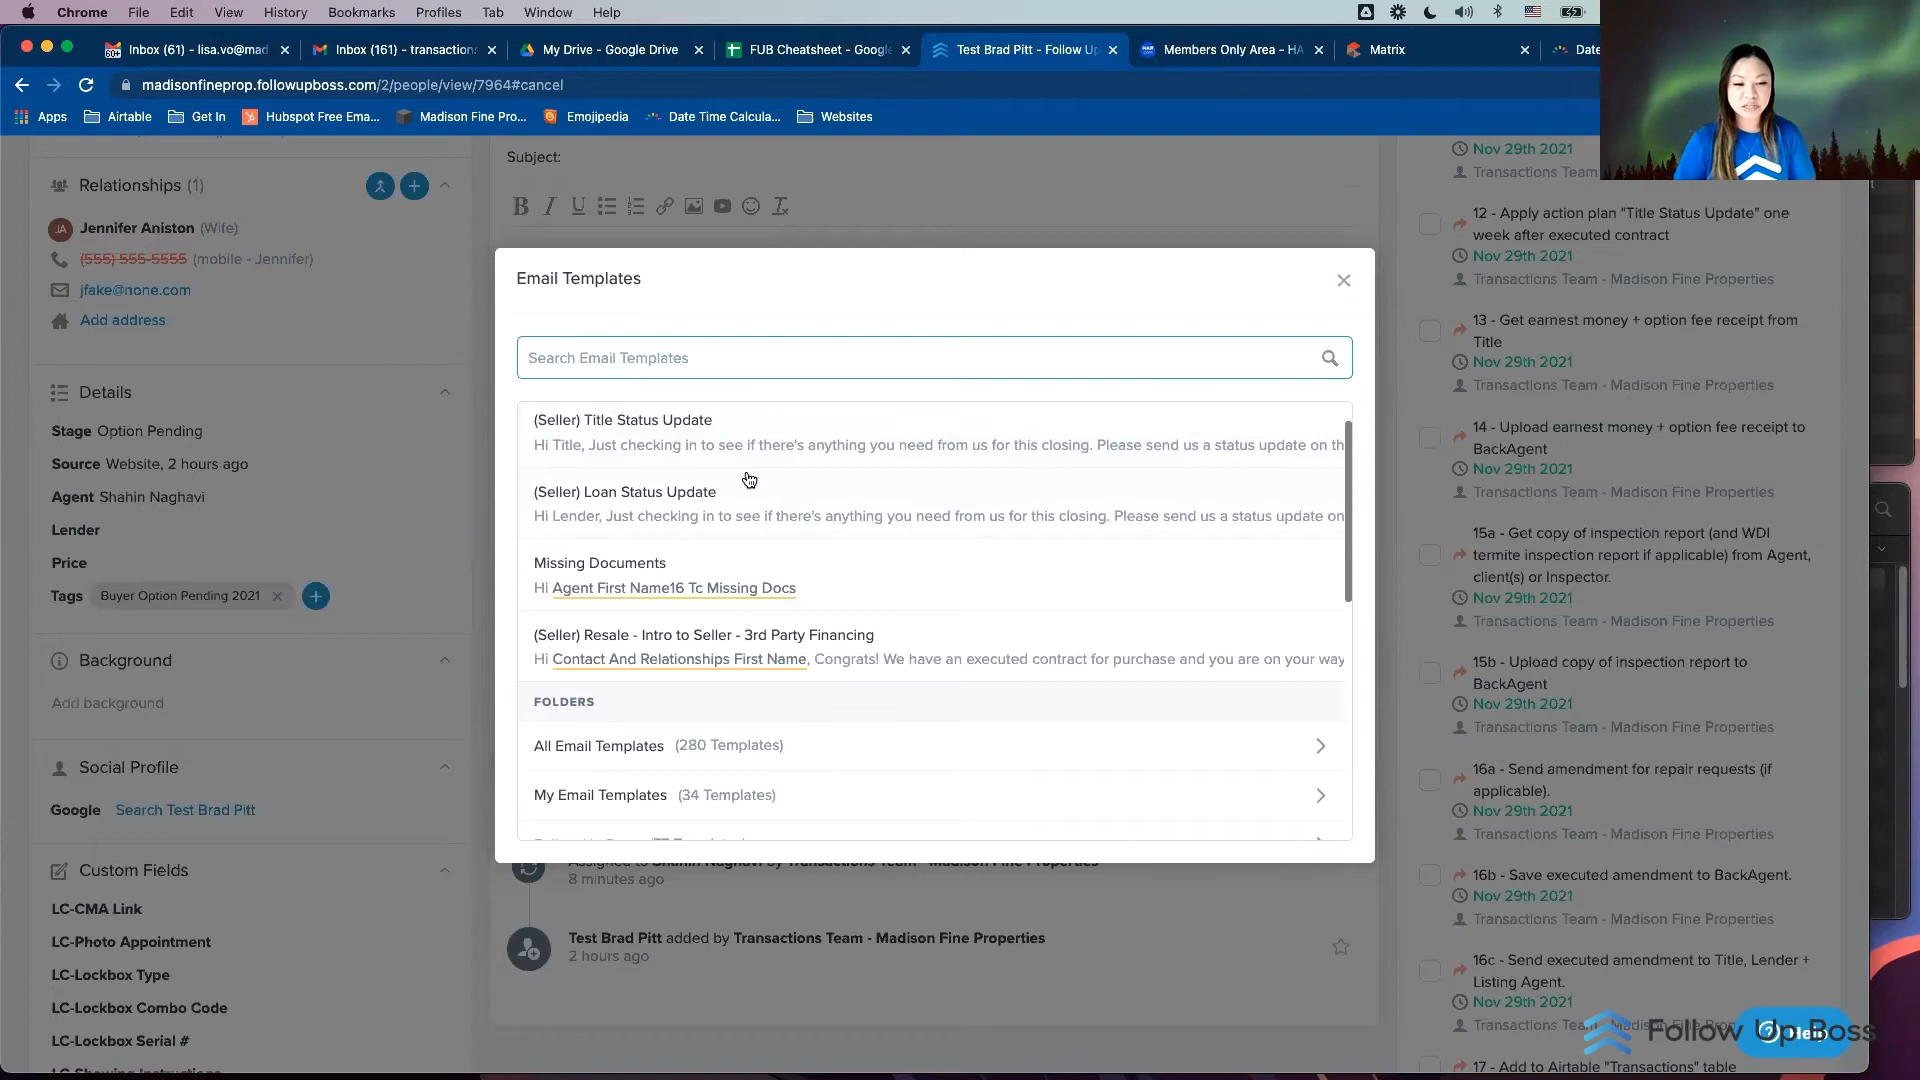 Chrome File Edit View History Bookmarks Profiles Tab Window Help
Inbox (61) - lisa.vo@mad
Inbox (161) - transaction
My Drive - Google Drive
FUB Cheatsheet - Google
Test Brad Pitt - Follow Up
Members Only Area - HA
Matrix
Date
madisonfineprop.followupboss.com/2/people/view/7964#cancel
Apps
Airtable
Get In
Hubspot Free Ema...
Madison Fine Pro...
Emojipedia
Date Time Calcula...
Websites
Relationships (1)
JA
Jennifer Aniston (Wife)
(555) 555-5555 (mobile - Jennifer)
jfake@none.com
Add address
Details
Stage Option Pending
Source Website, 2 hours ago
Agent Shahin Naghavi
Lender
Price
Tags Buyer Option Pending 2021
Background
Add background
Social Profile
Google Search Test Brad Pitt
Custom Fields
LC-CMA Link
LC-Photo Appointment
LC-Lockbox Type
LC-Lockbox Combo Code
LC-Lockbox Serial #
LC-Showing Instructions
Subject:
Email Templates
Search Email Templates
(Seller) Title Status Update
Hi Title, Just checking in to see if there's anything you need from us for this closing. Please send us a status update on th
(Seller) Loan Status Update
Hi Lender, Just checking in to see if there's anything you need from us for this closing. Please send us a status update on
Missing Documents
Hi Agent First Name16 Tc Missing Docs
(Seller) Resale - Intro to Seller - 3rd Party Financing
Hi Contact And Relationships First Name, Congrats! We have an executed contract for purchase and you are on your way
FOLDERS
All Email Templates (280 Templates)
My Email Templates (34 Templates)
Assigned to Shahin Naghavi by Transactions Team - Madison Fine Properties
8 minutes ago
Test Brad Pitt added by Transactions Team - Madison Fine Properties
2 hours ago
Nov 29th 2021
Transactions Team
12 - Apply action plan "Title Status Update" one
week after executed contract
Nov 29th 2021
Transactions Team - Madison Fine Properties
13 - Get earnest money + option fee receipt from
Title
Nov 29th 2021
Transactions Team - Madison Fine Properties
14 - Upload earnest money + option fee receipt to
BackAgent
Nov 29th 2021
Transactions Team - Madison Fine Properties
15a - Get copy of inspection report (and WDI
termite inspection report if applicable) from Agent,
client(s) or Inspector.
Nov 29th 2021
Transactions Team - Madison Fine Properties
15b - Upload copy of inspection report to
BackAgent
Nov 29th 2021
Transactions Team - Madison Fine Properties
16a - Send amendment for repair requests (if
applicable).
Nov 29th 2021
Transactions Team - Madison Fine Properties
16b - Save executed amendment to BackAgent.
Nov 29th 2021
Transactions Team - Madison Fine Properties
16c - Send executed amendment to Title, Lender +
Listing Agent.
Nov 29th 2021
Transactions Team - Madison Fine Prop
Follow Up Boss
Help
17 - Add to Airtable "Transactions" table